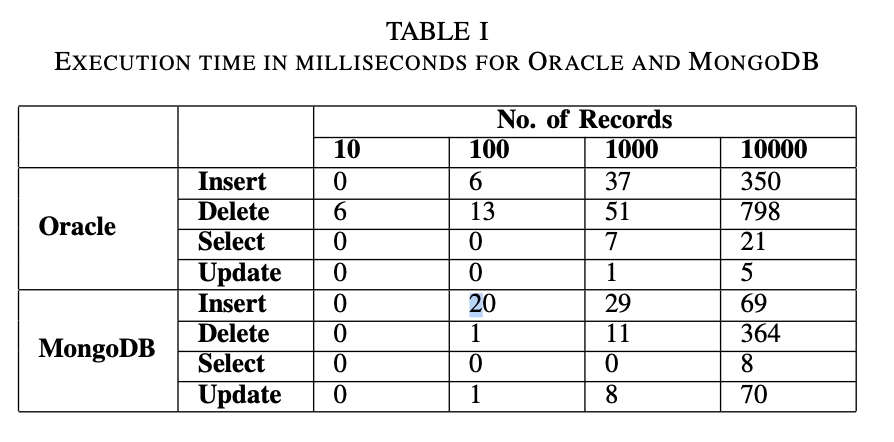 TABLE I
EXECUTION TIME IN MILLISECONDS FOR ORACLE AND MONGODB
No. of Records
10 100 1000 10000
Oracle
Insert 0 6 37 350
Delete 6 13 51 798
Select 0 0 7 21
Update 0 0 1 5
MongoDB
Insert 0 20 29 69
Delete 0 1 11 364
Select 0 0 0 8
Update 0 1 8 70